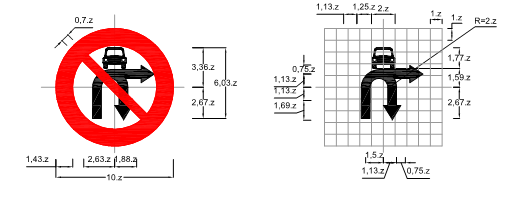 0,7.z
3,36.z
6,03.z
2,67.z
1,43.z
2,63.z
1,88.z
10.z
1,13.z
1,25.z
2.z
1.z
1.z
R=2.z
0,75.z
1,77.z
1,13.z
1,59.z
1,13.z
1,69.z
2,67.z
1,5.z
1,13.z
0,75.z